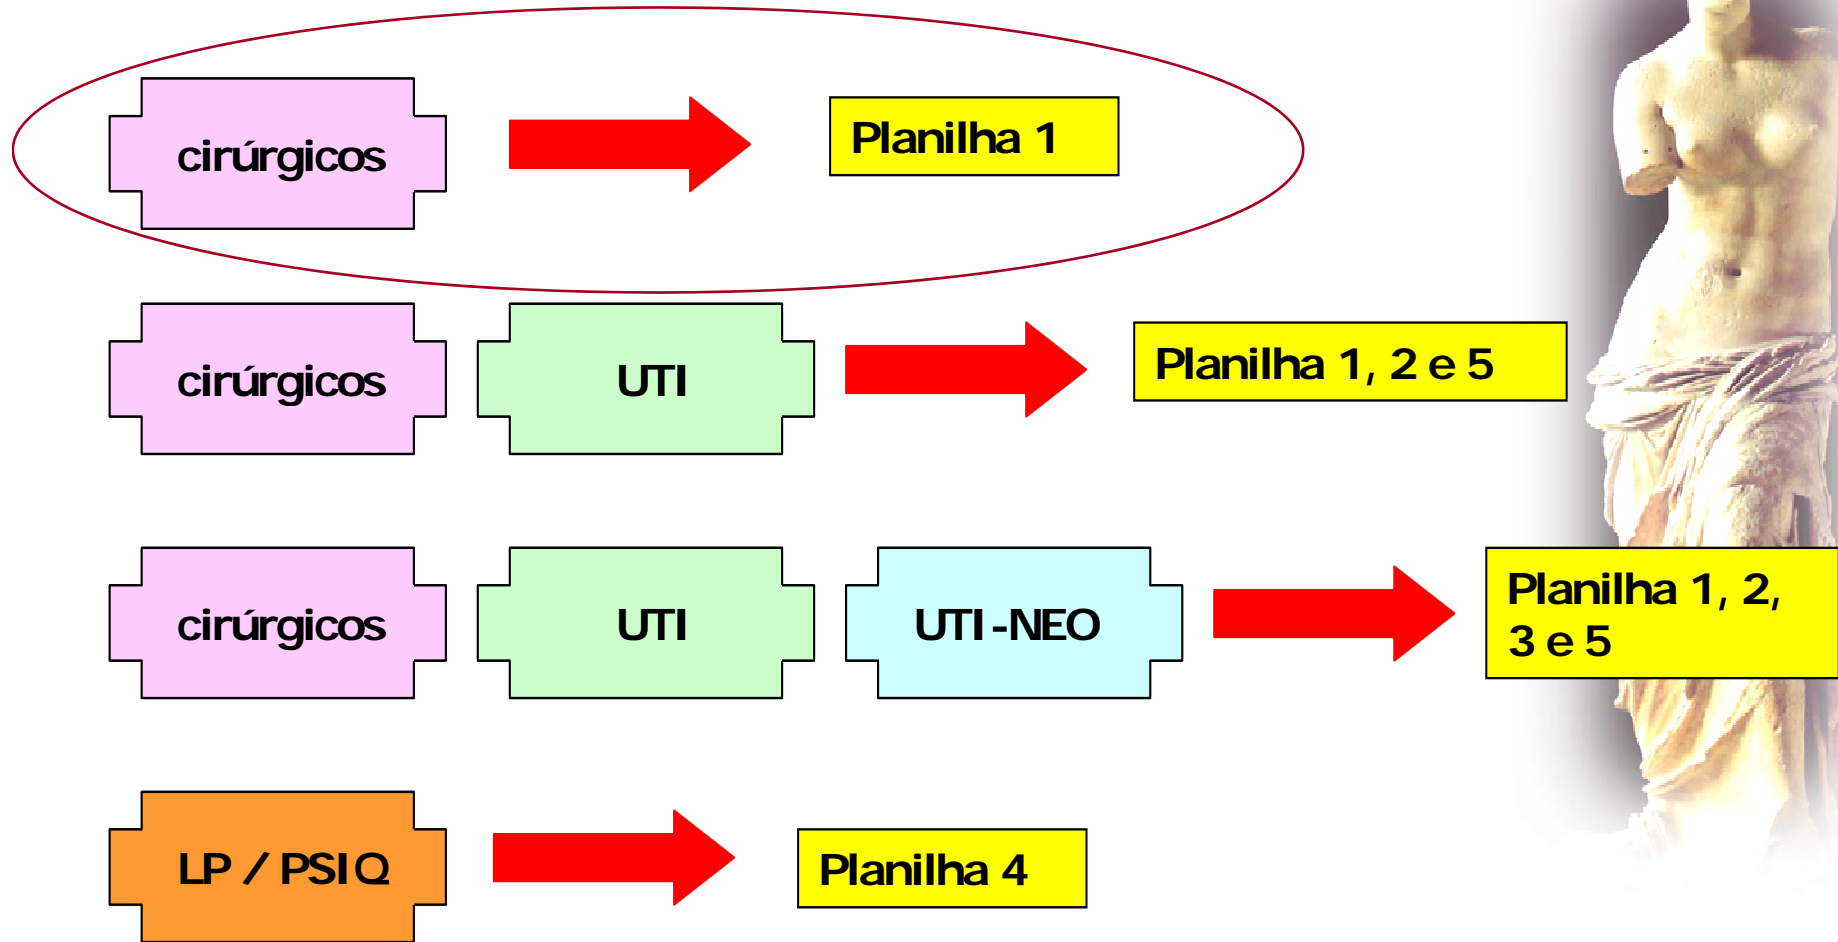 cirúrgicos
Planilha 1
cirúrgicos
UTI
Planilha 1, 2 e 5
cirúrgicos
UTI
UTI-NEO
Planilha 1, 2,
3 e 5
LP / PSIQ
Planilha 4